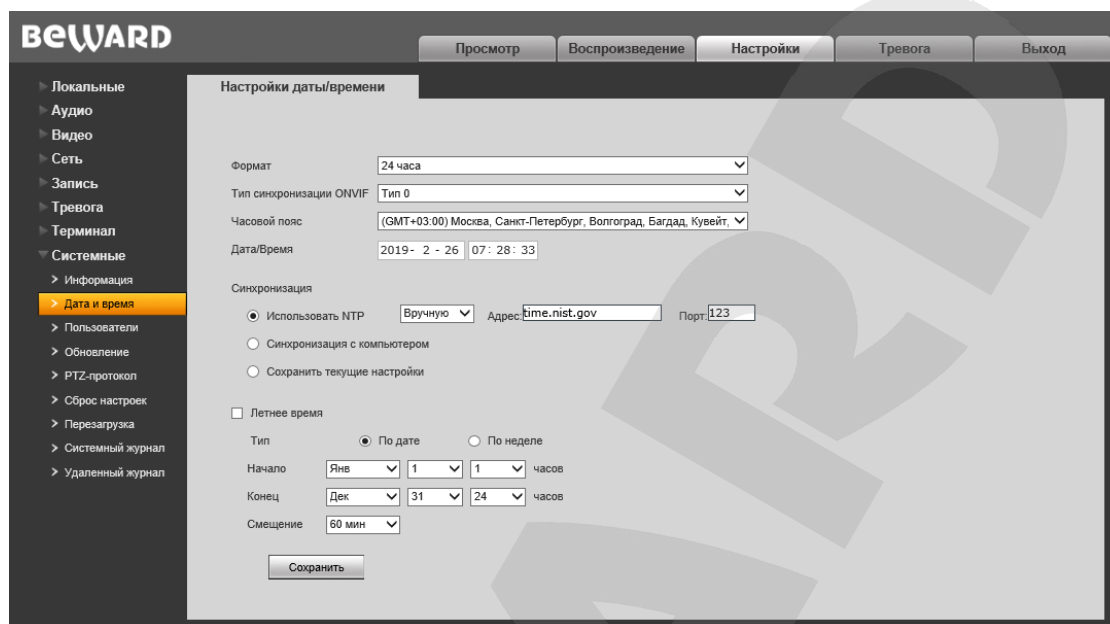 BEWARD
Просмотр Воспроизведение Настройки Тревога Выход
Локальные
Аудио
Видео
Сеть
Запись
Тревога
Терминал
Системные
> Информация
> Дата и время
> Пользователи
> Обновление
> PTZ-протокол
> Сброс настроек
> Перезагрузка
> Системный журнал
> Удаленный журнал
Настройки даты/времени
Формат 24 часа
Тип синхронизации ONVIF Тип 0
Часовой пояс (GMT+03:00) Москва, Санкт-Петербург, Волгоград, Багдад, Кувейт,
Дата/Время 2019- 2 - 26 07: 28: 33
Синхронизация
Использовать NTP Вручную Адрес: time.nist.gov Порт: 123
Синхронизация с компьютером
Сохранить текущие настройки
Летнее время
Тип По дате По неделе
Начало Янв 1 1 часов
Конец Дек 31 24 часов
Смещение 60 мин
Сохранить